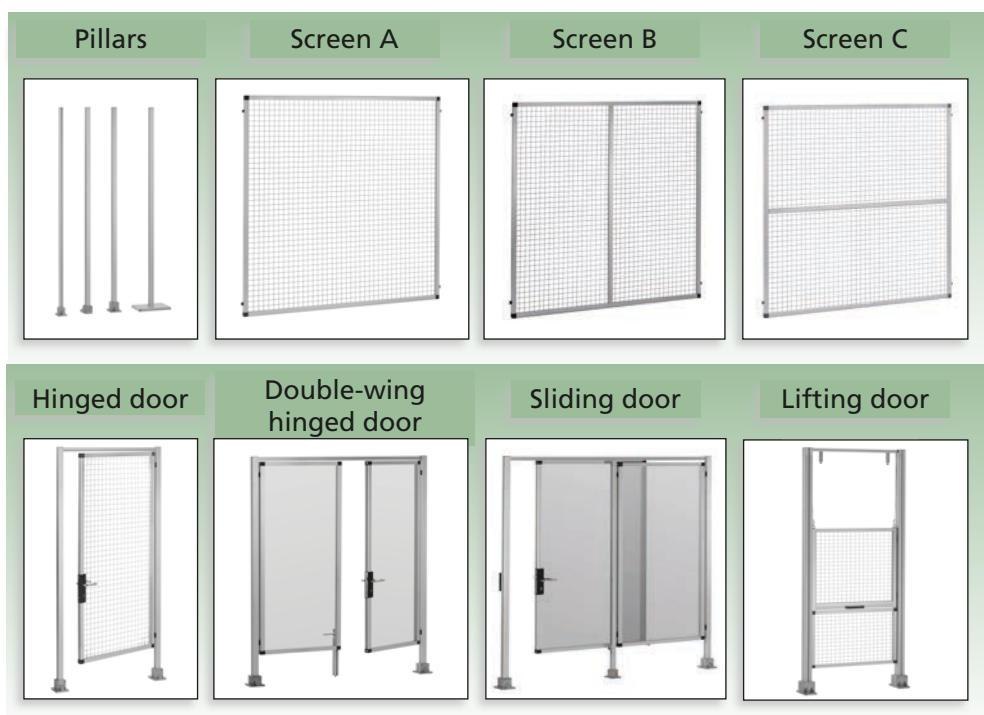 Pillars
Screen A
Screen B
Screen C
Hinged door
Double-wing
hinged door
Sliding door
Lifting door